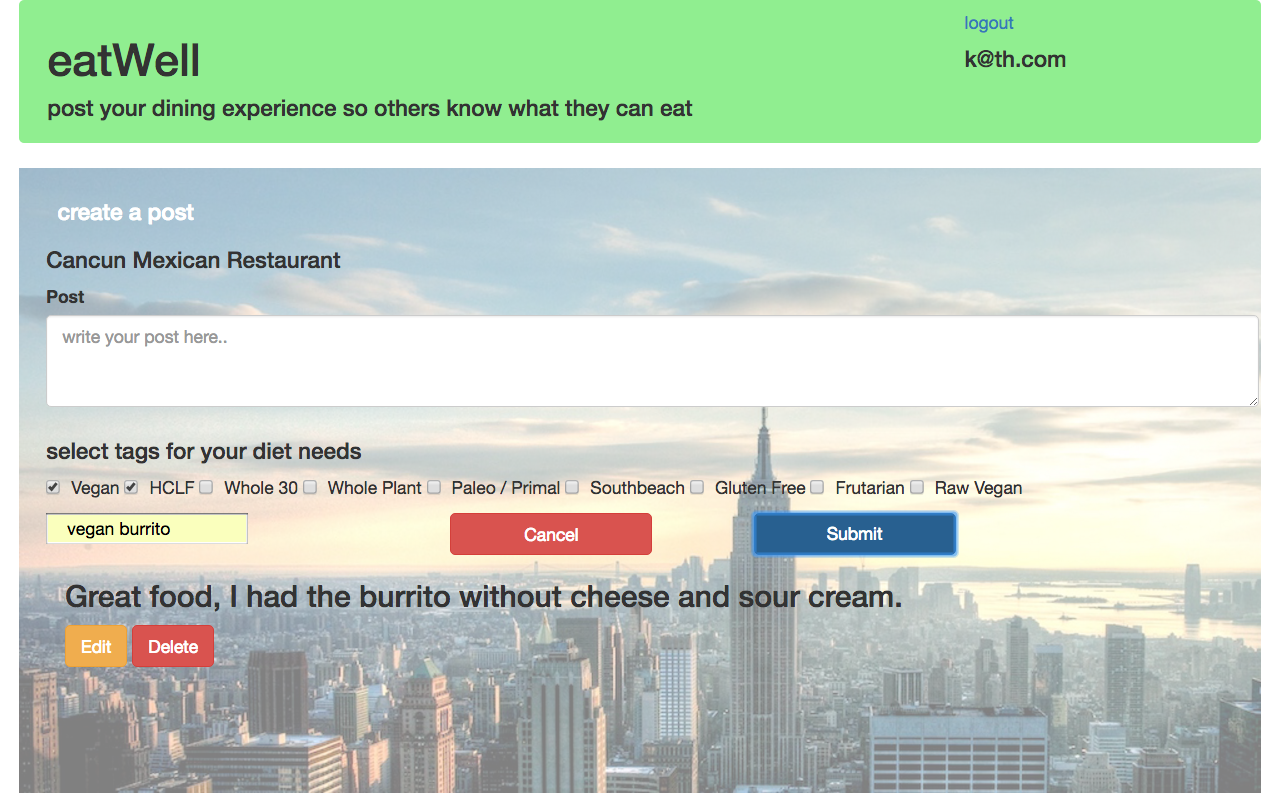 logout
eatWell
k@th.com
post your dining experience so others know what they can eat
create a post
Cancun Mexican Restaurant
Post
write your post here..
select tags for your diet needs
Vegan HCLF Whole 30 Whole Plant Paleo / Primal Southbeach Gluten Free Frutarian Raw Vegan
vegan burrito Cancel Submit
Great food, I had the burrito without cheese and sour cream.
Edit Delete